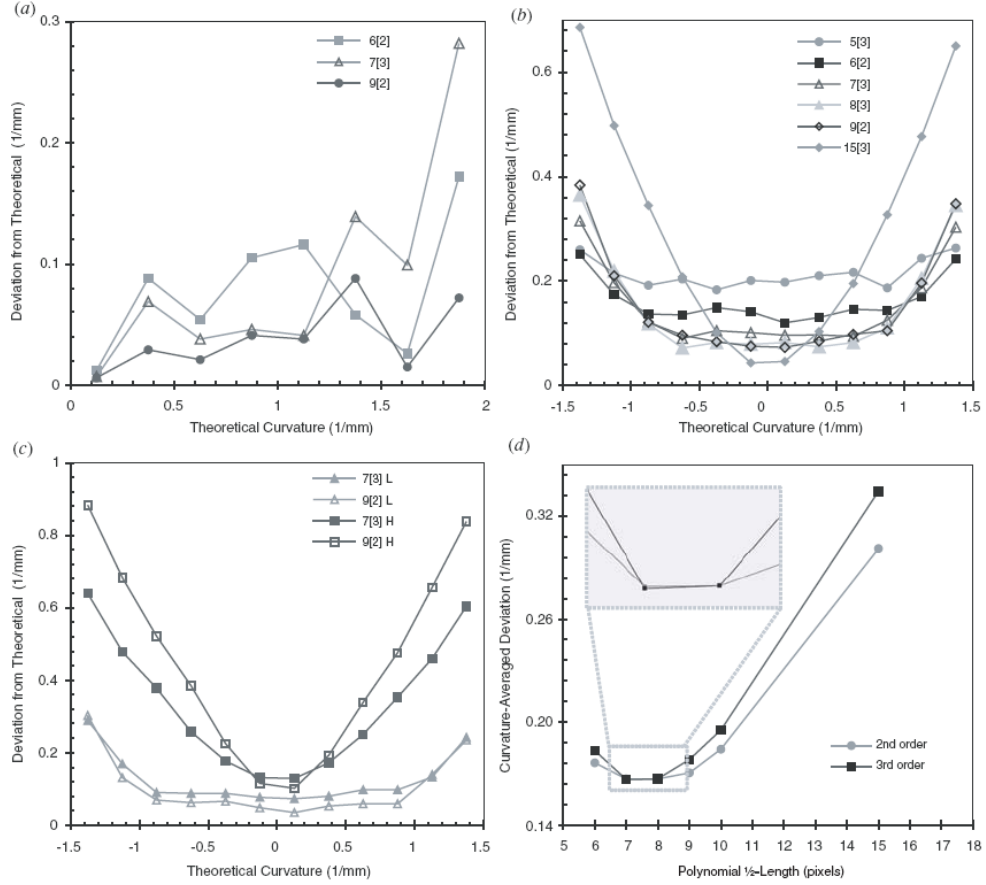 (a)
0.3
0.2
0.1
0
Deviation from Theoretical (1/mm)
6[2]
7[3]
9[2]
0 0.5 1 1.5 2
Theoretical Curvature (1/mm)
(b)
0.6
0.4
0.2
0
Deviation from Theoretical (1/mm)
5[3]
6[2]
7[3]
8[3]
9[2]
15[3]
-1.5 -1 -0.5 0 0.5 1 1.5
Theoretical Curvature (1/mm)
(c)
1
0.8
0.6
0.4
0.2
0
Deviation from Theoretical (1/mm)
7[3] L
9[2] L
7[3] H
9[2] H
-1.5 -1 -0.5 0 0.5 1 1.5
Theoretical Curvature (1/mm)
(d)
0.32
0.26
0.20
0.14
Curvature-Averaged Deviation (1/mm)
2nd order
3rd order
5 6 7 8 9 10 11 12 13 14 15 16 17 18
Polynomial ½-Length (pixels)